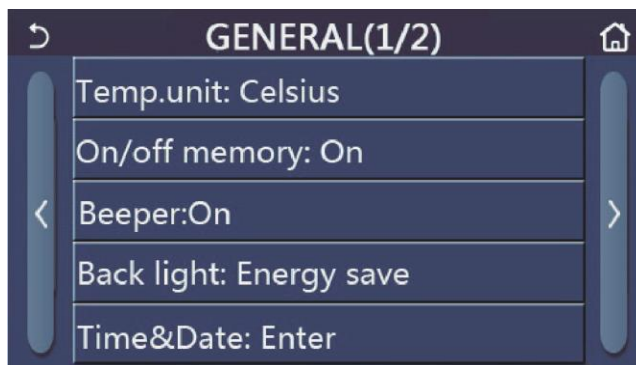 GENERAL(1/2)
Temp.unit: Celsius
On/off memory: On
Beeper:On
Back light: Energy save
Time&Date: Enter